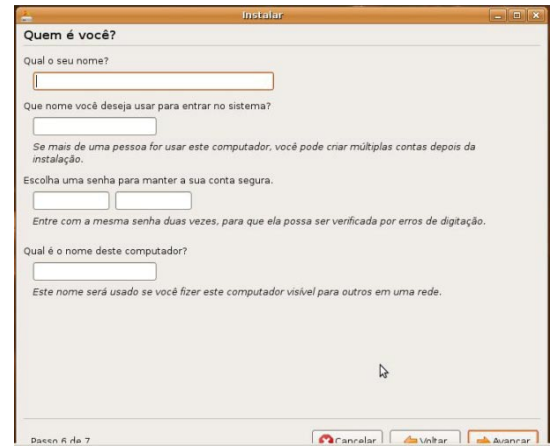 Instalar
Quem é você?
Qual o seu nome?
Que nome você deseja usar para entrar no sistema?
Se mais de uma pessoa for usar este computador, você pode criar múltiplas contas depois da
instalação.
Escolha uma senha para manter a sua conta segura.
Entre com a mesma senha duas vezes, para que ela possa ser verificada por erros de digitação.
Qual é o nome deste computador?
Este nome será usado se você fizer este computador visível para outros em uma rede.
Passo 6 de 7 Cancelar Voltar Avançar